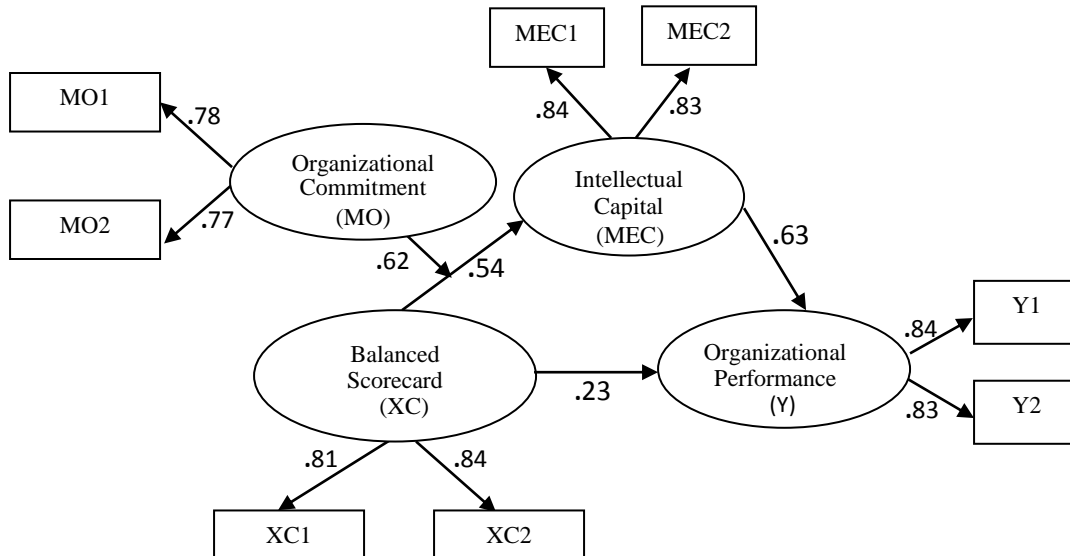 MEC1
MEC2
.84
.83
MO1
.78
MO2
.77
Organizational
Commitment
(MO)
Intellectual
Capital
(MEC)
.62
.54
.63
Balanced
Scorecard
(XC)
.23
Organizational
Performance
(Y)
.84
Y1
.83
Y2
.81
.84
XC1
XC2